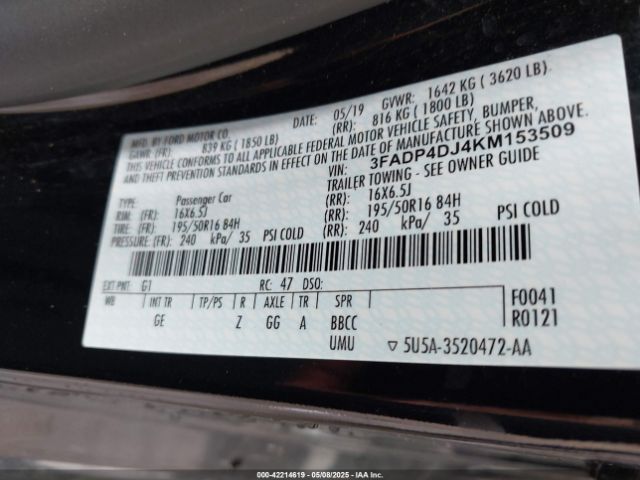 MFD. BY FORD MOTOR CO.
DATE: 05/19 GVWR: 1642 KG ( 3620 LB)
GAWR: (FR): 839 KG ( 1850 LB) (RR): 816 KG ( 1800 LB)
THIS VEHICLE CONFORMS TO ALL APPLICABLE FEDERAL MOTOR VEHICLE SAFETY, BUMPER,
AND THEFT PREVENTION STANDARDS IN EFFECT ON THE DATE OF MANUFACTURE SHOWN ABOVE.
VIN: 3FADP4DJ4KM153509
TYPE: Passenger Car TRAILER TOWING - SEE OWNER GUIDE
RIM: (FR): 16X6.5J (RR): 16X6.5J
TIRE: (FR): 195/50R16 84H (RR): 195/50R16 84H
PRESSURE: (FR): 240 kPa/ 35 PSI COLD (RR): 240 kPa/ 35 PSI COLD
EXT PNT: G1 RC: 47 DSO:
WB INT TR TP/PS R AXLE TR SPR
GE Z GG A BBCC
UMU
F0041
R0121
▽ 5U5A-3520472-AA
000-42214619 - 05/08/2025 - IAA Inc.